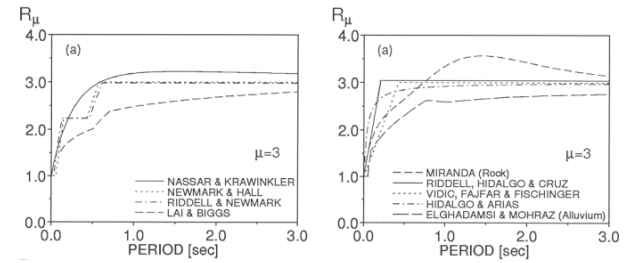 Rμ
4.0
(a)
3.0
2.0
μ=3
1.0
NASSAR & KRAWINKLER
NEWMARK & HALL
RIDDELL & NEWMARK
LAI & BIGGS
0.0
0.0 1.0 2.0 3.0
PERIOD [sec]
Rμ
4.0
(a)
3.0
2.0
μ=3
1.0
MIRANDA (Rock)
RIDDELL, HIDALGO & CRUZ
VIDIC, FAJFAR & FISCHINGER
HIDALGO & ARIAS
ELGHADAMSI & MOHRAZ (Alluvium)
0.0
0.0 1.0 2.0 3.0
PERIOD [sec]